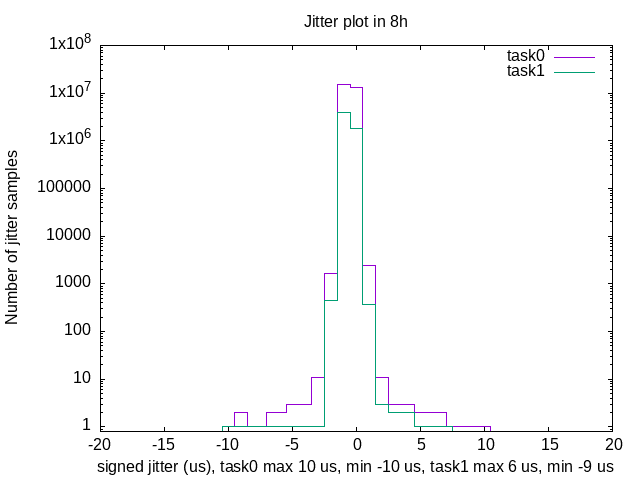 Jitter plot in 8h
1x10^8
1x10^7
1x10^6
100000
10000
1000
100
10
1
Number of jitter samples
task0
task1
-20 -15 -10 -5 0 5 10 15 20
signed jitter (us), task0 max 10 us, min -10 us, task1 max 6 us, min -9 us